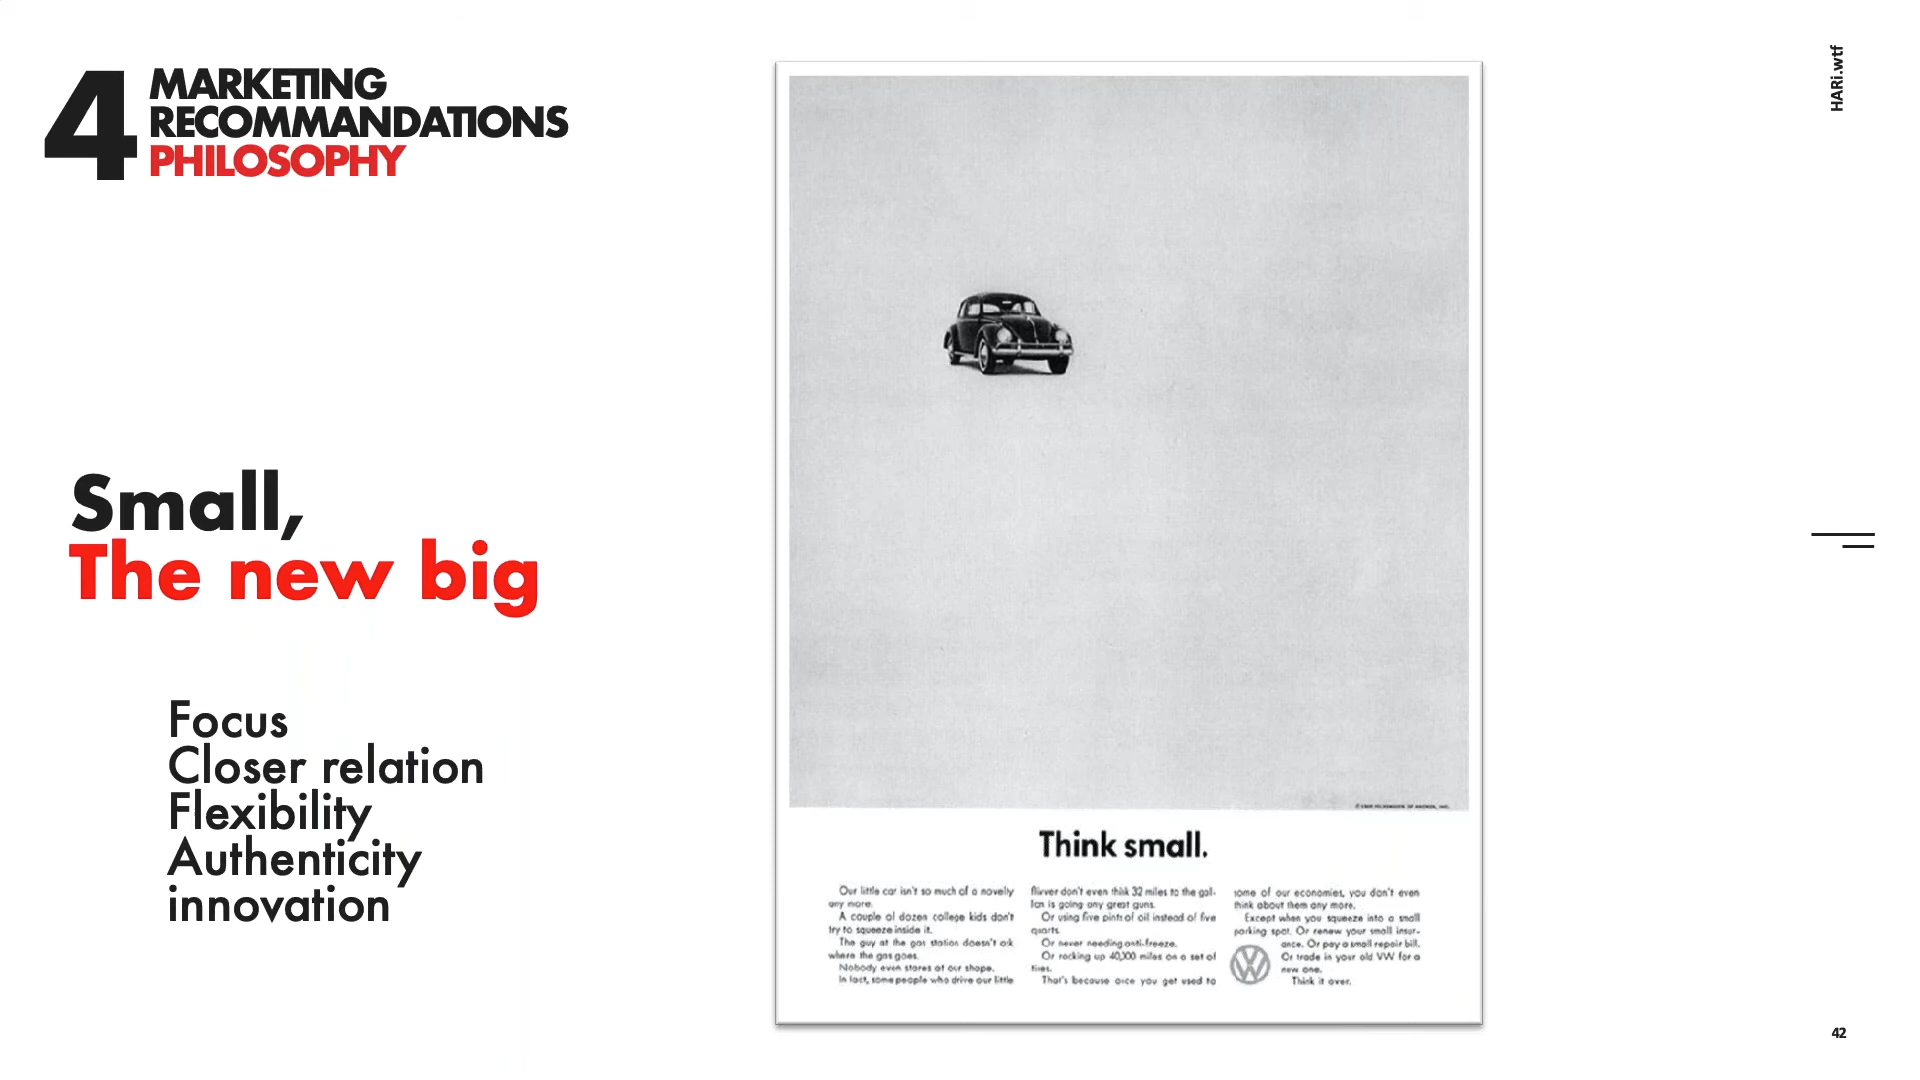 4
MARKETING
RECOMMANDATIONS
PHILOSOPHY
HARi.wtf
Small,
The new big
Focus
Closer relation
Flexibility
Authenticity
innovation
Think small.
Our little car isn't so much of a novelty
any more.
A couple of dozen college kids don't
try to squeeze inside it.
The guy at the gas station doesn't ask
where the gas goes.
Nobody even stares at our shape.
In fact, some people who drive our little
flivver don't even think 32 miles to the gal-
lon is going any great guns.
Or using five pints of oil instead of five
quarts.
Or never needing anti-freeze.
Or racking up 40,000 miles on a set of
tires.
That's because once you get used to
some of our economies, you don't even
think about them any more.
Except when you squeeze into a small
parking spot. Or renew your small insur-
ance. Or pay a small repair bill.
Or trade in your old VW for a
new one.
Think it over.
VW
42